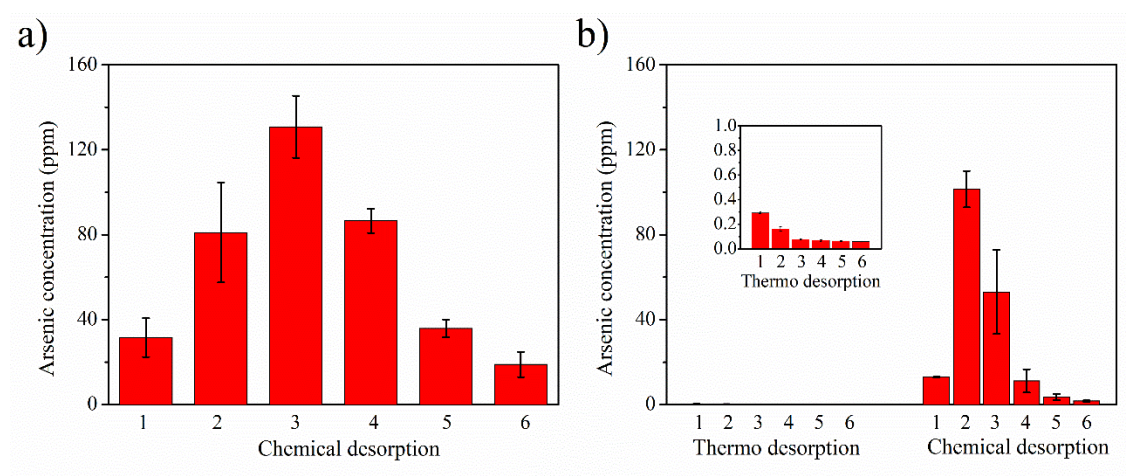 a)
160
120
80
40
0
Arsenic concentration (ppm)
1 2 3 4 5 6
Chemical desorption
b)
160
120
80
40
0
Arsenic concentration (ppm)
1.0
0.8
0.6
0.4
0.2
0.0
1 2 3 4 5 6
Thermo desorption
1 2 3 4 5 6 1 2 3 4 5 6
Thermo desorption Chemical desorption